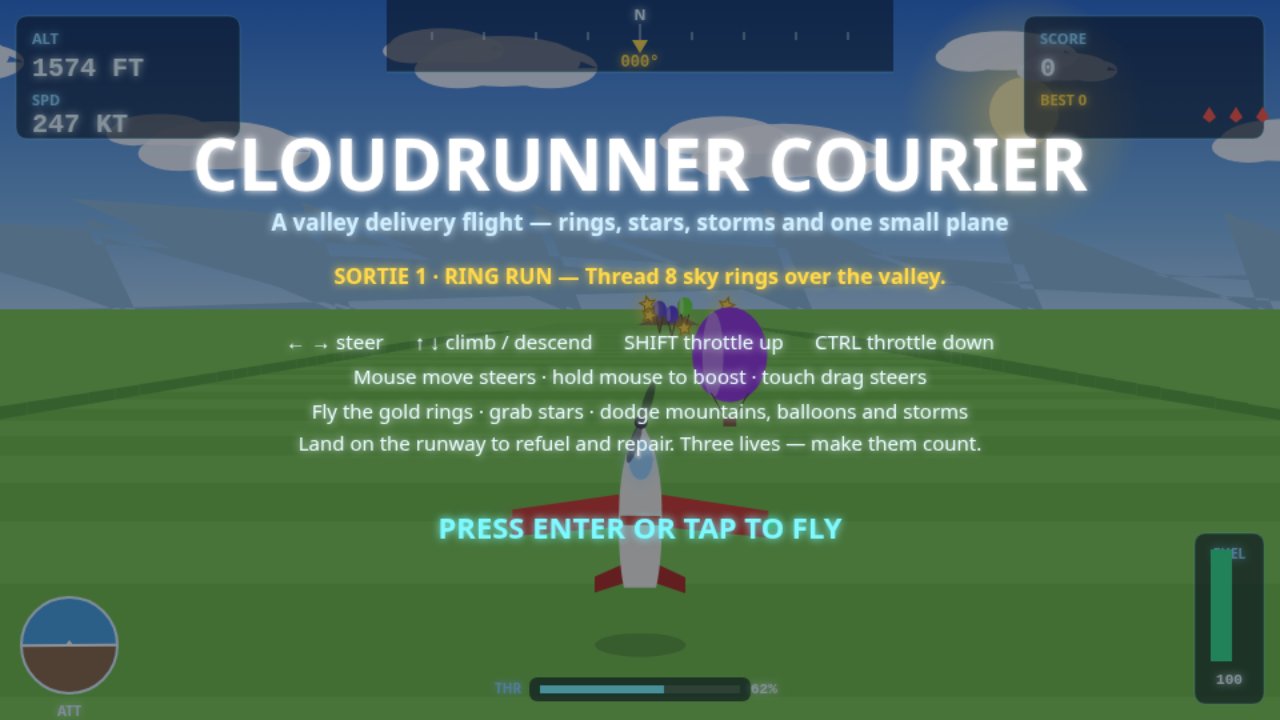 ALT
1574 FT
SPD
247 KT
N
000°
SCORE
0
BEST 0
CLOUDRUNNER COURIER
A valley delivery flight — rings, stars, storms and one small plane
SORTIE 1 · RING RUN — Thread 8 sky rings over the valley.
← → steer ↑ ↓ climb / descend SHIFT throttle up CTRL throttle down
Mouse move steers · hold mouse to boost · touch drag steers
Fly the gold rings · grab stars · dodge mountains, balloons and storms
Land on the runway to refuel and repair. Three lives — make them count.
PRESS ENTER OR TAP TO FLY
FUEL
100
THR 62%
ATT